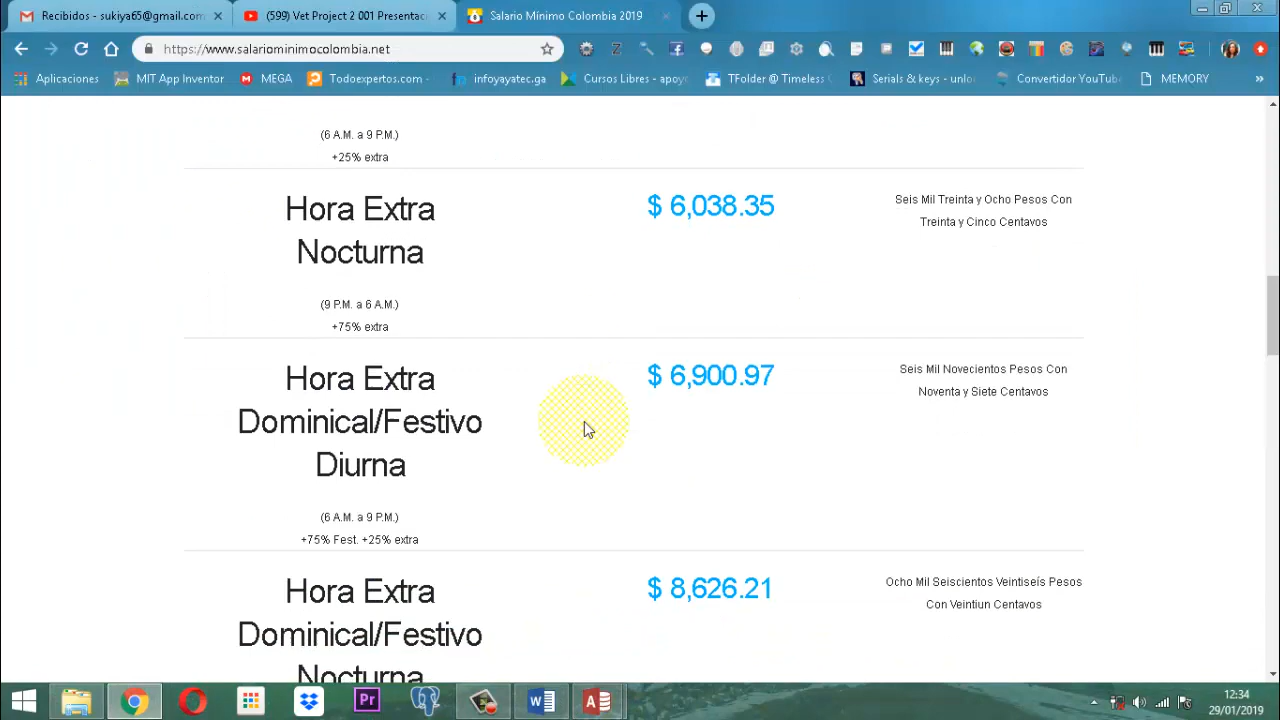 Recibidos - sukiya65@gmail.com
(599) Vet Project 2 001 Presentac
Salario Mínimo Colombia 2019
https://www.salariominimocolombia.net
Aplicaciones
MIT App Inventor
MEGA
Todoexpertos.com -
infoyayatec.ga
Cursos Libres - apoy
TFolder @ Timeless
Serials & keys - unlo
Convertidor YouTub
MEMORY
»
(6 A.M. a 9 P.M.)
+25% extra
Hora Extra
Nocturna
$ 6,038.35
Seis Mil Treinta y Ocho Pesos Con
Treinta y Cinco Centavos
(9 P.M. a 6 A.M.)
+75% extra
Hora Extra
Dominical/Festivo
Diurna
$ 6,900.97
Seis Mil Novecientos Pesos Con
Noventa y Siete Centavos
(6 A.M. a 9 P.M.)
+75% Fest. +25% extra
Hora Extra
Dominical/Festivo
Nocturna
$ 8,626.21
Ocho Mil Seiscientos Veintiseís Pesos
Con Veintiun Centavos
Pr
12:34
29/01/2019